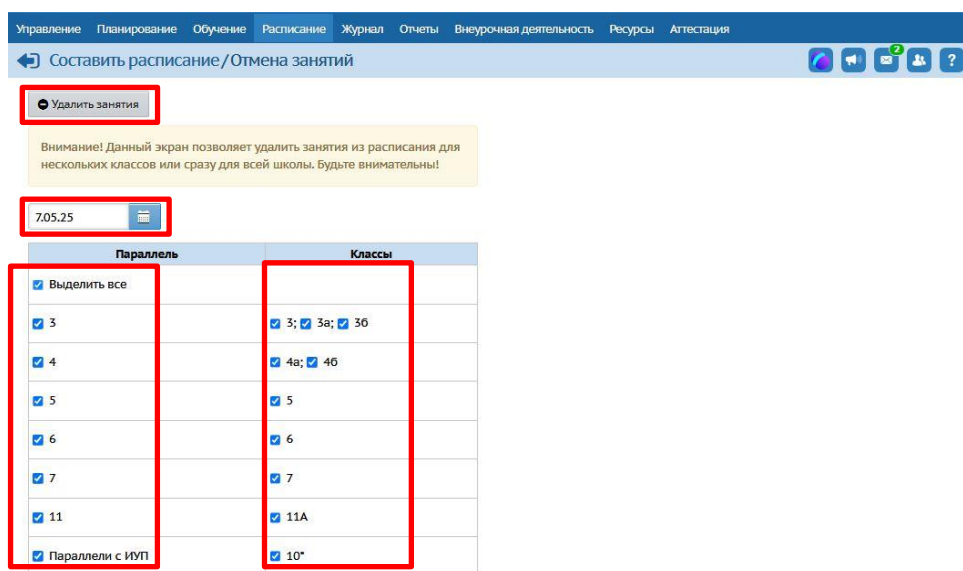 Управление Планирование Обучение Расписание Журнал Отчеты Внеурочная деятельность Ресурсы Аттестация
Составить расписание/Отмена занятий
2
?
Удалить занятия
Внимание! Данный экран позволяет удалить занятия из расписания для
нескольких классов или сразу для всей школы. Будьте внимательны!
7.05.25
Параллель Классы
Выделить все
3 3; 3а; 3б
4 4а; 4б
5 5
6 6
7 7
11 11А
Параллели с ИУП 10*